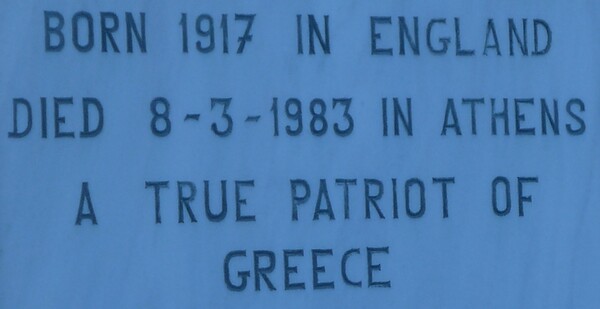 BORN 1917 IN ENGLAND
DIED 8-3-1983 IN ATHENS
A TRUE PATRIOT OF
GREECE